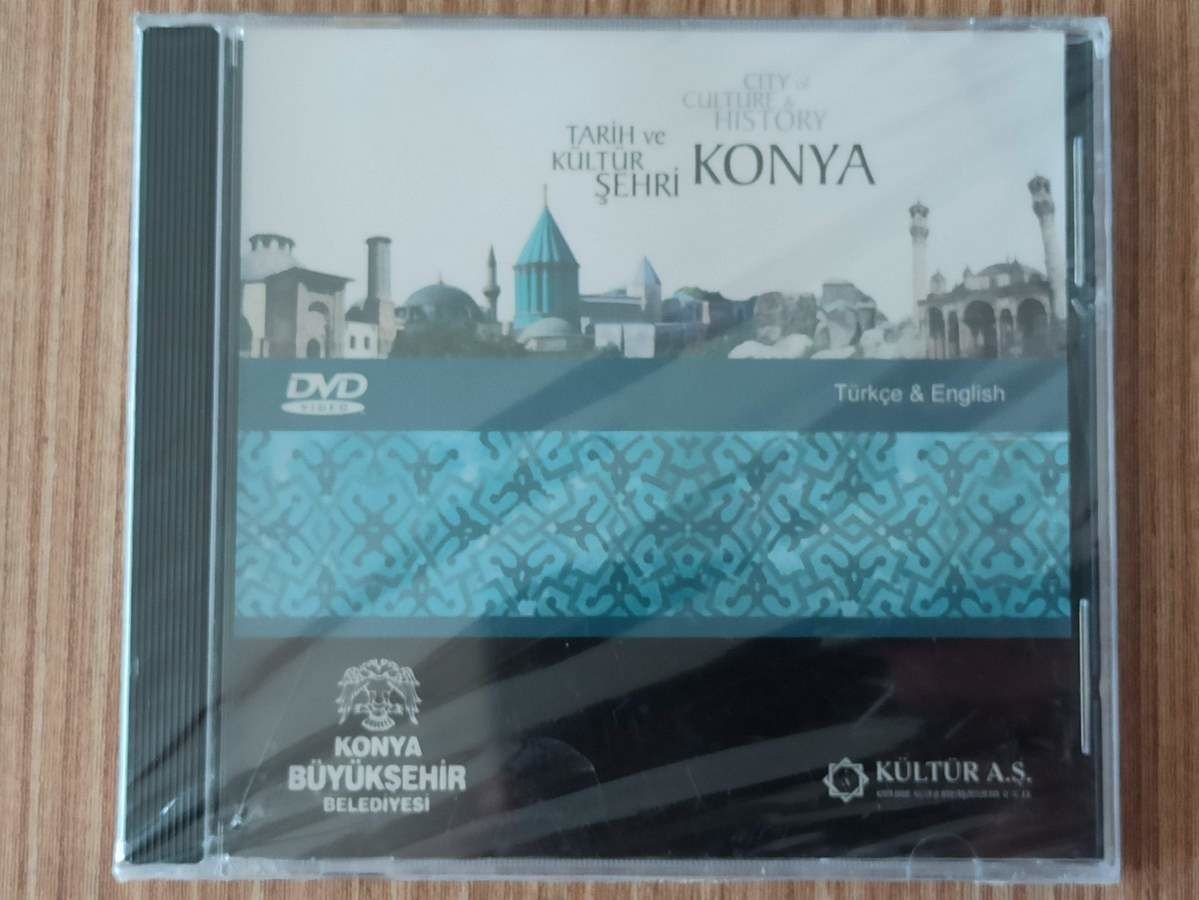 CITY of
CULTURE &
HISTORY
TARİH ve
KÜLTÜR
ŞEHRİ
KONYA
DVD
VIDEO
Türkçe & English
KONYA
BÜYÜKŞEHİR
BELEDİYESİ
KÜLTÜR A.Ş.